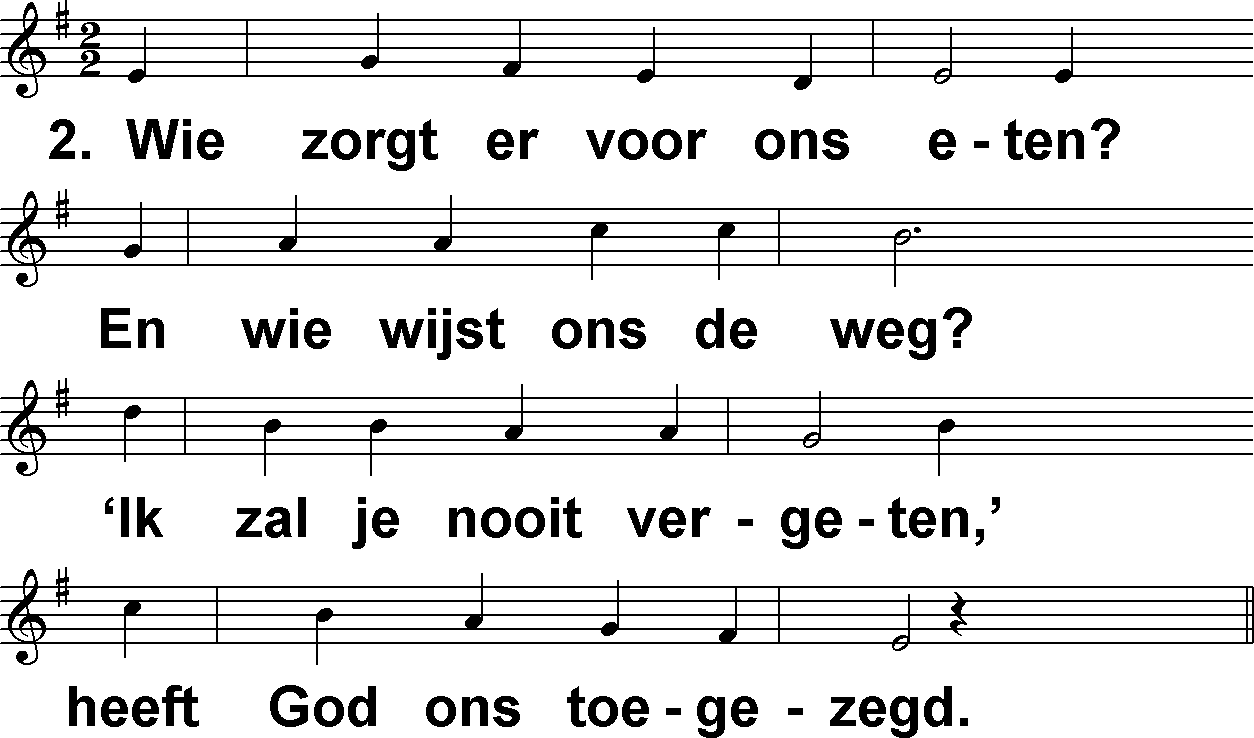 2. Wie zorgt er voor ons e - ten?
En wie wijst ons de weg?
‘Ik zal je nooit ver - ge - ten,’
heeft God ons toe - ge - zegd.